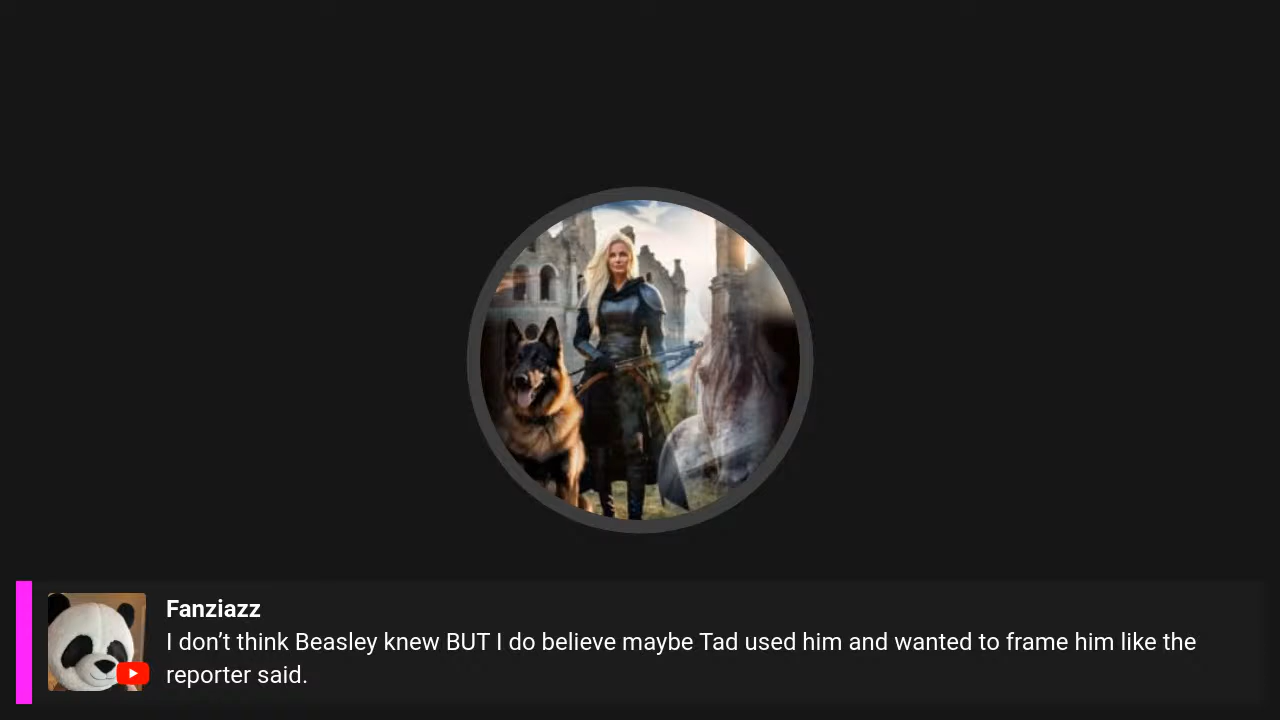 Fanziazz
I don’t think Beasley knew BUT I do believe maybe Tad used him and wanted to frame him like the
reporter said.